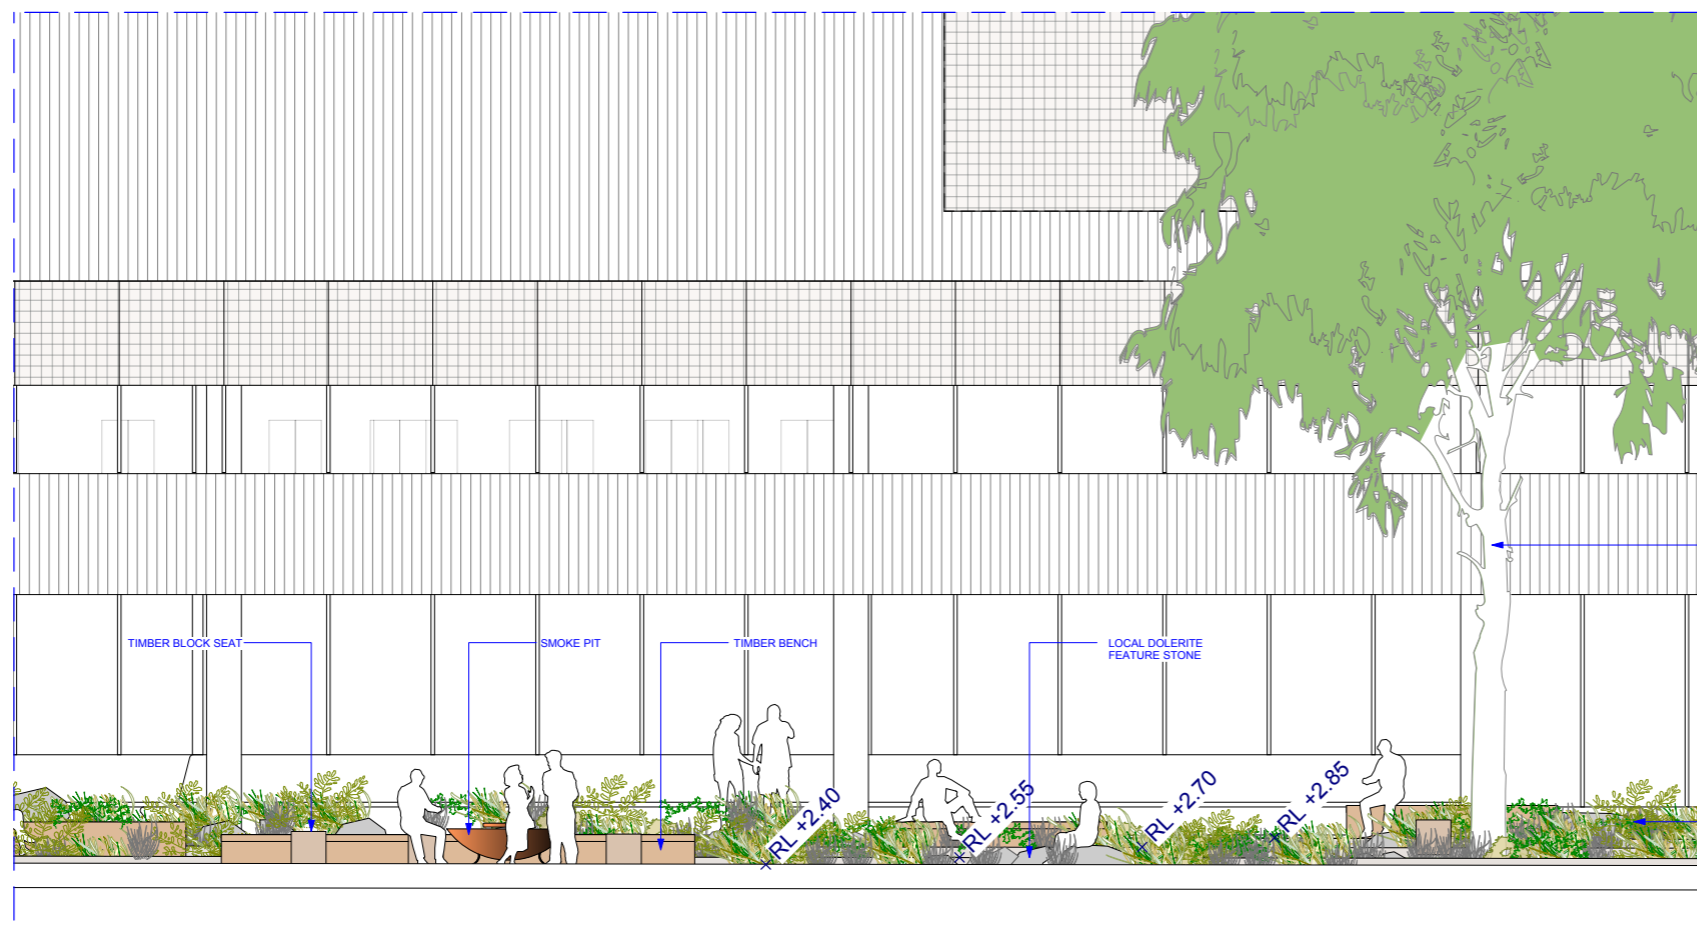 TIMBER BLOCK SEAT
SMOKE PIT
TIMBER BENCH
LOCAL DOLERITE
FEATURE STONE
RL +2.40
RL +2.55
RL +2.70
RL +2.85